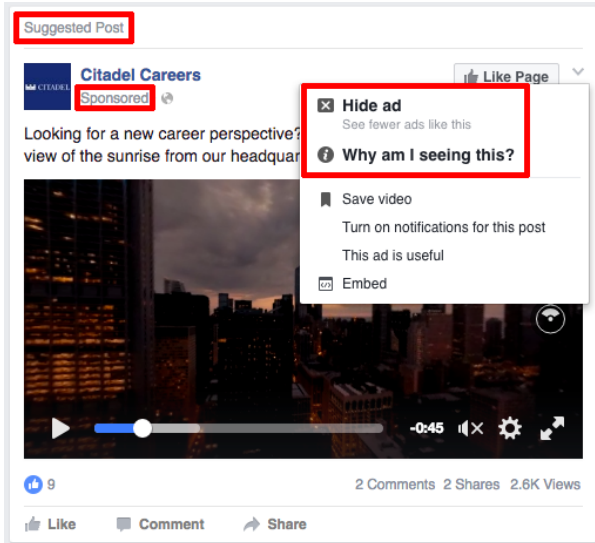 Suggested Post
CITADEL
Citadel Careers
Like Page
Sponsored
Hide ad
See fewer ads like this
Why am I seeing this?
Looking for a new career perspective?
view of the sunrise from our
Save video
Turn on notifications for this post
This ad is useful
Embed
-0:45
9
2 Comments 2 Shares 2.6K Views
Like Comment Share